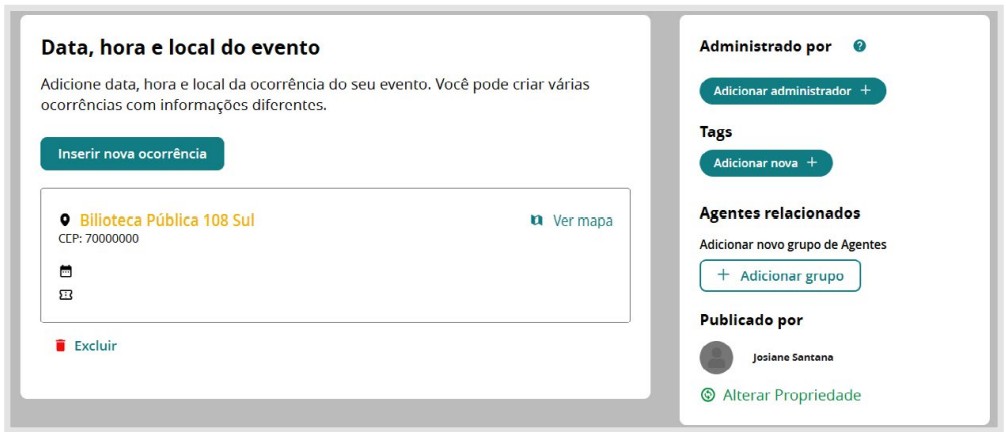 Data, hora e local do evento
Adicione data, hora e local da ocorrência do seu evento. Você pode criar várias
ocorrências com informações diferentes.
Inserir nova ocorrência
Bilioteca Pública 108 Sul
Ver mapa
CEP: 70000000
Excluir
Administrado por ?
Adicionar administrador +
Tags
Adicionar nova +
Agentes relacionados
Adicionar novo grupo de Agentes
+ Adicionar grupo
Publicado por
Josiane Santana
Alterar Propriedade